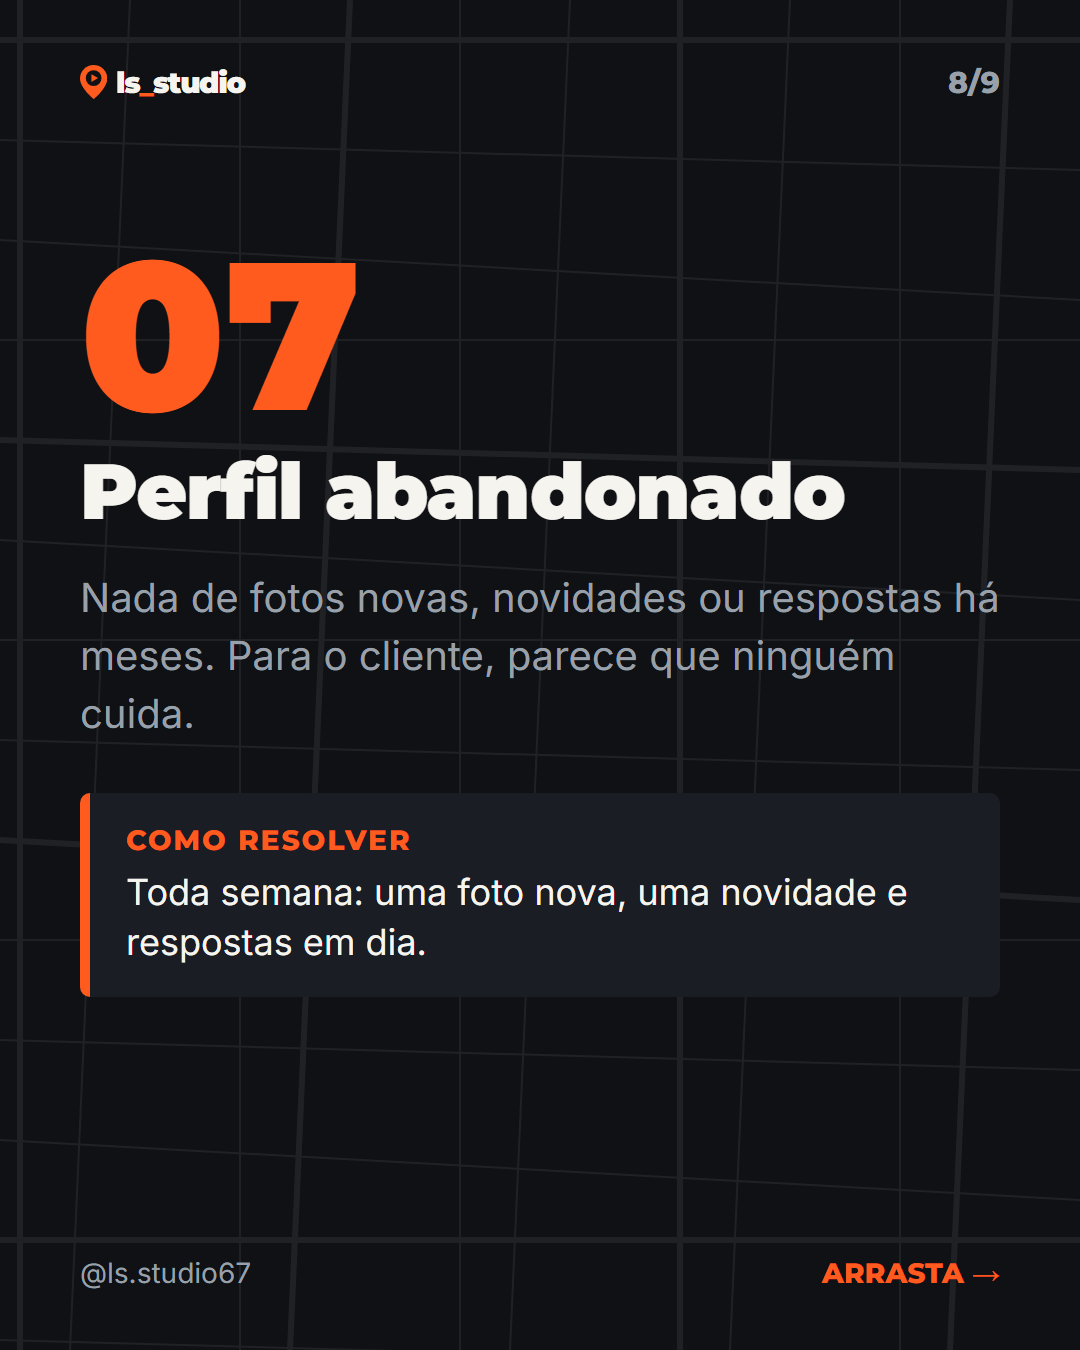 ls_studio
8/9
07
Perfil abandonado
Nada de fotos novas, novidades ou respostas há
meses. Para o cliente, parece que ninguém
cuida.
COMO RESOLVER
Toda semana: uma foto nova, uma novidade e
respostas em dia.
@ls.studio67
ARRASTA →